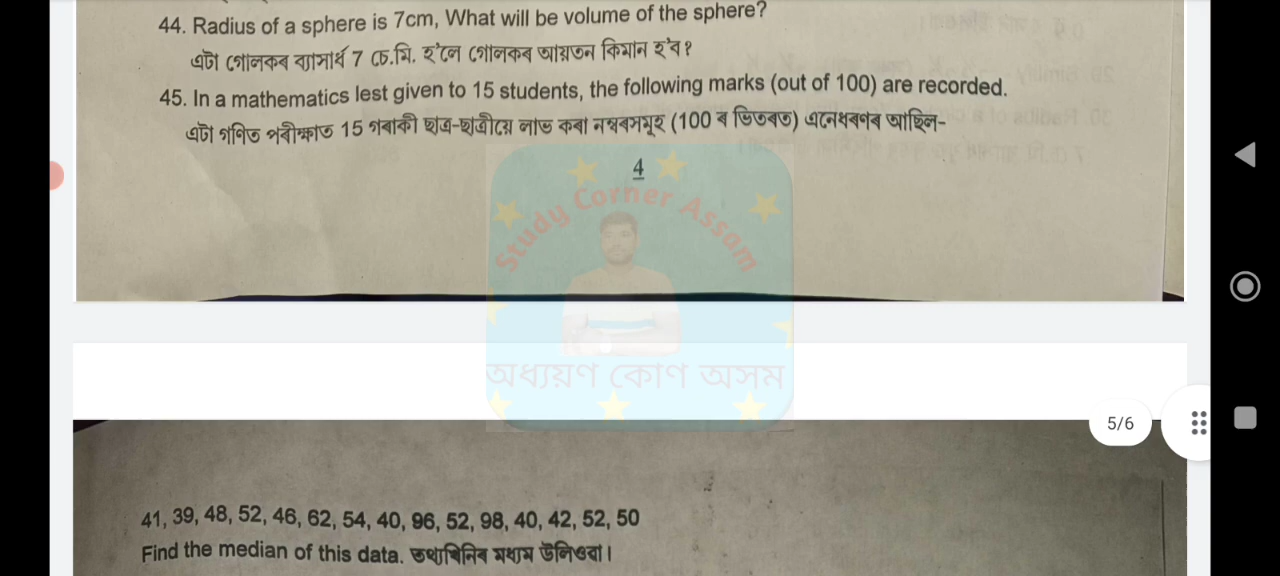 44. Radius of a sphere is 7cm, What will be volume of the sphere?
এটা গোলকৰ ব্যাসাৰ্ধ 7 চে.মি. হ'লে গোলকৰ আয়তন কিমান হ'ব?
45. In a mathematics lest given to 15 students, the following marks (out of 100) are recorded.
এটা গণিত পৰীক্ষাত 15 গৰাকী ছাত্ৰ-ছাত্ৰীয়ে লাভ কৰা নম্বৰসমূহ (100 ৰ ভিতৰত) এনেধৰণৰ আছিল-
4
Study Corner Assam
অধ্যয়ণ কোণ অসম
5/6
41, 39, 48, 52, 46, 62, 54, 40, 96, 52, 98, 40, 42, 52, 50
Find the median of this data. তথ্যখিনিৰ মধ্যম উলিওৱা।